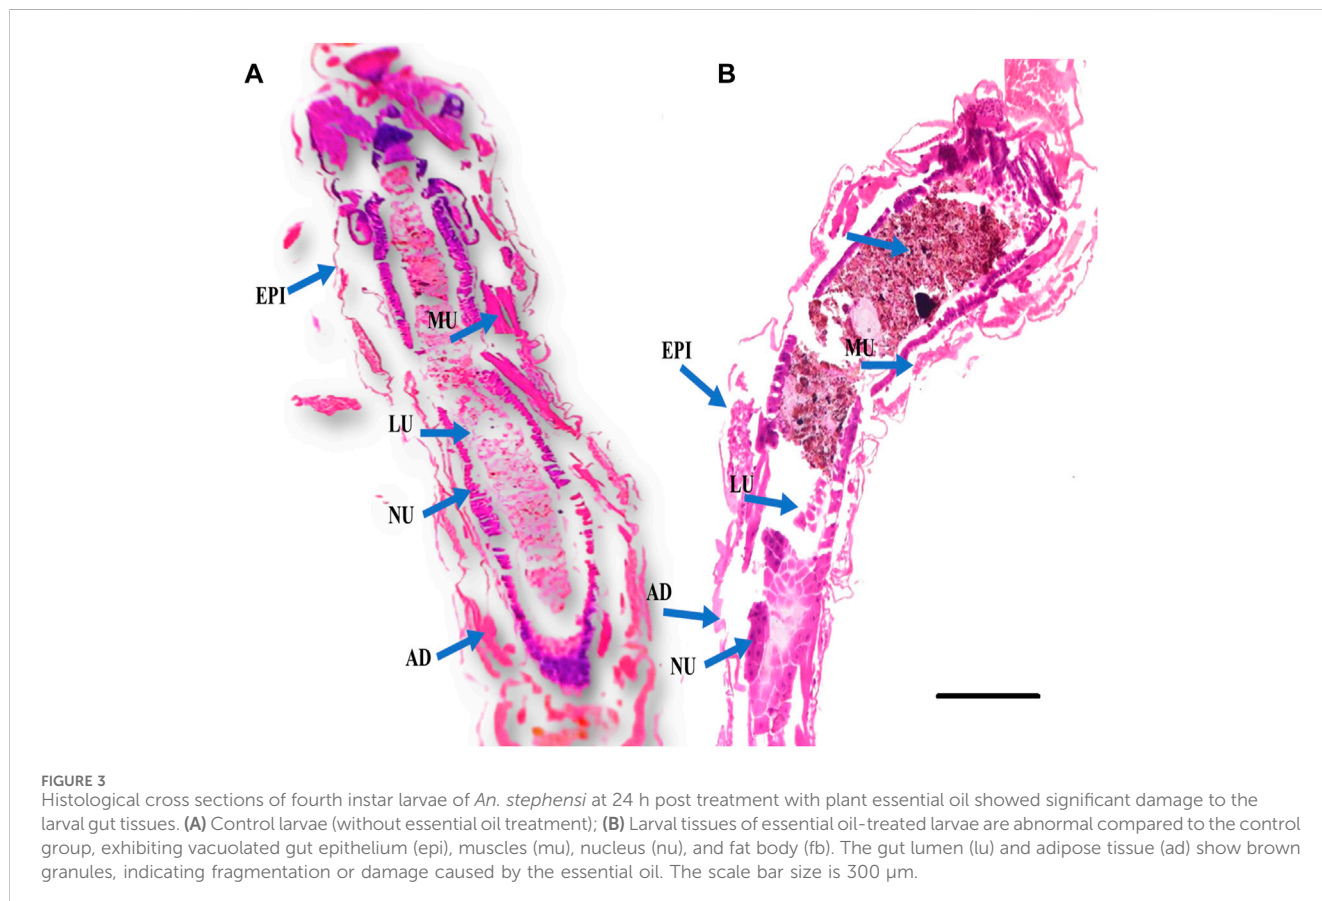 A
B
EPI
MU
LU
NU
AD
EPI
MU
LU
AD
NU
FIGURE 3
Histological cross sections of fourth instar larvae of An. stephensi at 24 h post treatment with plant essential oil showed significant damage to the
larval gut tissues. (A) Control larvae (without essential oil treatment); (B) Larval tissues of essential oil-treated larvae are abnormal compared to the control
group, exhibiting vacuolated gut epithelium (epi), muscles (mu), nucleus (nu), and fat body (fb). The gut lumen (lu) and adipose tissue (ad) show brown
granules, indicating fragmentation or damage caused by the essential oil. The scale bar size is 300 µm.